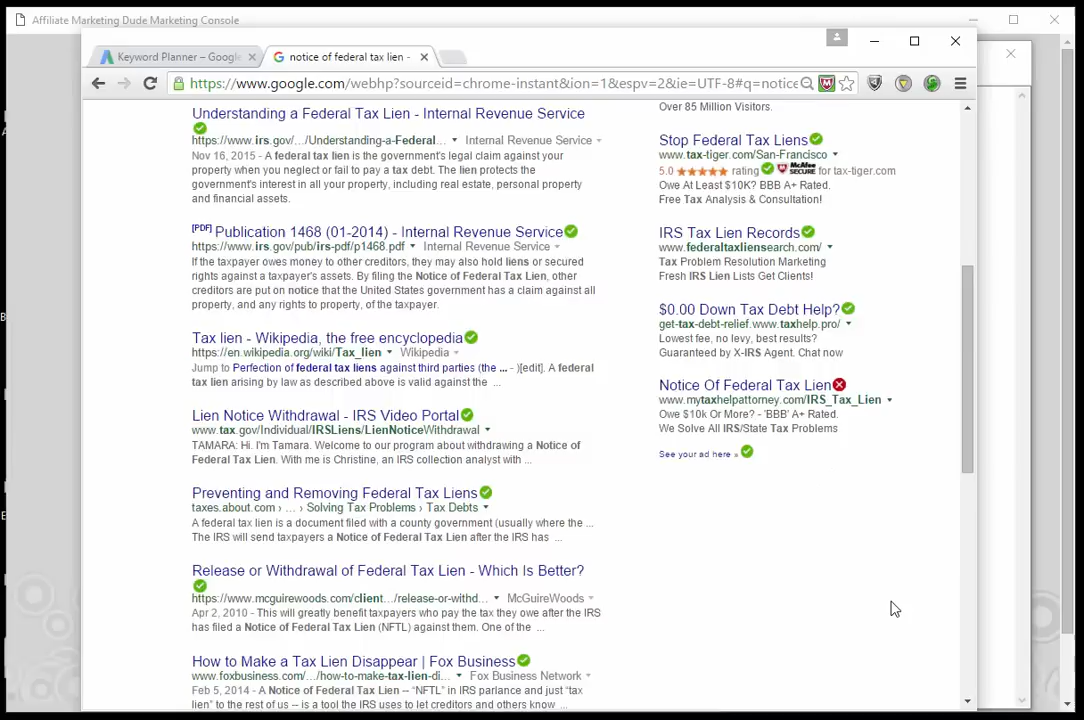 Affiliate Marketing Dude Marketing Console
Keyword Planner – Google
notice of federal tax lien -
https://www.google.com/webhp?sourceid=chrome-instant&ion=1&espv=2&ie=UTF-8#q=notice
Understanding a Federal Tax Lien - Internal Revenue Service
https://www.irs.gov/.../Understanding-a-Federal... Internal Revenue Service
Nov 16, 2015 - A federal tax lien is the government's legal claim against your
property when you neglect or fail to pay a tax debt. The lien protects the
government's interest in all your property, including real estate, personal property
and financial assets.
[PDF] Publication 1468 (01-2014) - Internal Revenue Service
https://www.irs.gov/pub/irs-pdf/p1468.pdf Internal Revenue Service
If the taxpayer owes money to other creditors, they may also hold liens or secured
rights against a taxpayer's assets. By filing the Notice of Federal Tax Lien, other
creditors are put on notice that the United States government has a claim against all
property, and any rights to property, of the taxpayer.
Tax lien - Wikipedia, the free encyclopedia
https://en.wikipedia.org/wiki/Tax_lien Wikipedia
Jump to Perfection of federal tax liens against third parties (the ... - )[edit]. A federal
tax lien arising by law as described above is valid against the ...
Lien Notice Withdrawal - IRS Video Portal
www.tax.gov/Individual/IRSLiens/LienNoticeWithdrawal
TAMARA: Hi. I'm Tamara. Welcome to our program about withdrawing a Notice of
Federal Tax Lien. With me is Christine, an IRS collection analyst with ...
Preventing and Removing Federal Tax Liens
taxes.about.com › ... › Solving Tax Problems › Tax Debts
A federal tax lien is a document filed with a county government (usually where the ...
The IRS will send taxpayers a Notice of Federal Tax Lien after the IRS has ...
Release or Withdrawal of Federal Tax Lien - Which Is Better?
https://www.mcguirewoods.com/client.../release-or-withd... McGuireWoods
Apr 2, 2010 - This will greatly benefit taxpayers who pay the tax they owe after the IRS
has filed a Notice of Federal Tax Lien (NFTL) against them. One of the ...
How to Make a Tax Lien Disappear | Fox Business
www.foxbusiness.com/.../how-to-make-tax-lien-di... Fox Business Network
Feb 5, 2014 - A Notice of Federal Tax Lien -- "NFTL" in IRS parlance and just "tax
lien" to the rest of us -- is a tool the IRS uses to let creditors and others know ...
Over 85 Million Visitors.
Stop Federal Tax Liens
www.tax-tiger.com/San-Francisco
5.0 rating McAfee SECURE for tax-tiger.com
Owe At Least $10K? BBB A+ Rated.
Free Tax Analysis & Consultation!
IRS Tax Lien Records
www.federaltaxliensearch.com/
Tax Problem Resolution Marketing
Fresh IRS Lien Lists Get Clients!
$0.00 Down Tax Debt Help?
get-tax-debt-relief.www.taxhelp.pro/
Lowest fee, no levy, best results?
Guaranteed by X-IRS Agent. Chat now
Notice Of Federal Tax Lien
www.mytaxhelpattorney.com/IRS_Tax_Lien
Owe $10k Or More? - 'BBB' A+ Rated.
We Solve All IRS/State Tax Problems
See your ad here »